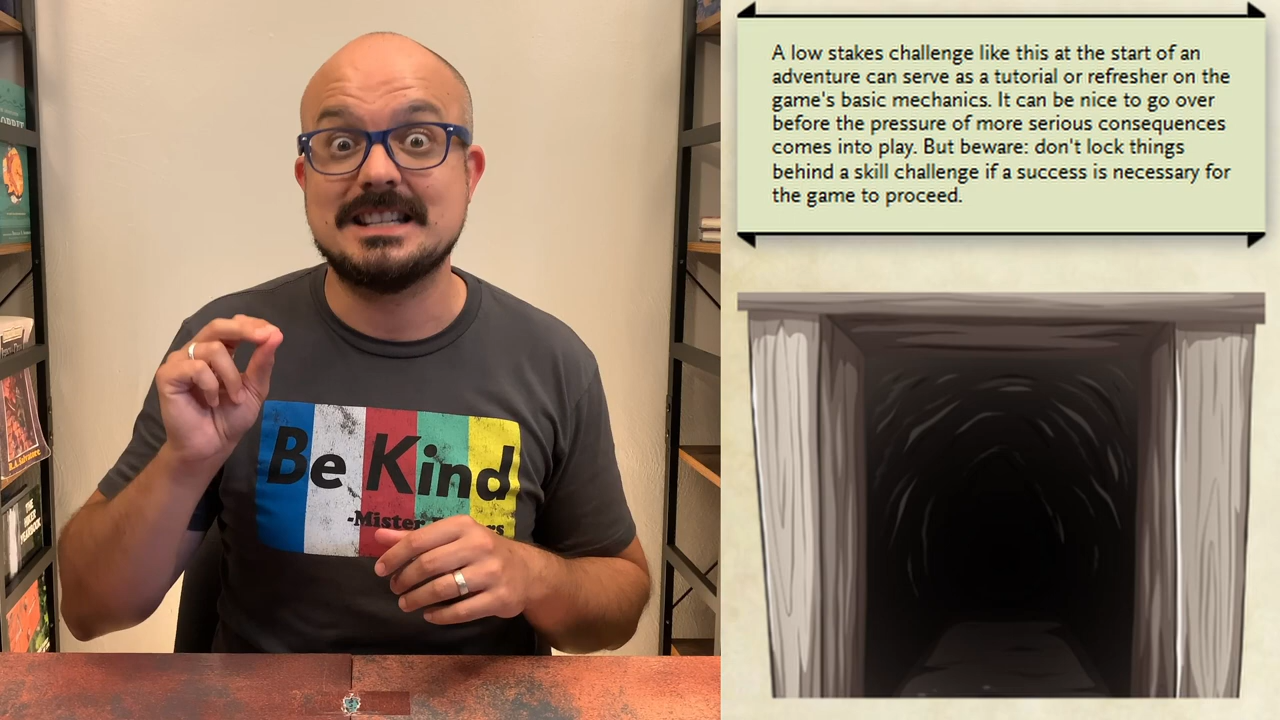 A low stakes challenge like this at the start of an
adventure can serve as a tutorial or refresher on the
game's basic mechanics. It can be nice to go over
before the pressure of more serious consequences
comes into play. But beware: don't lock things
behind a skill challenge if a success is necessary for
the game to proceed.
Be Kind
-Mister
R.A. Salvatore
THE